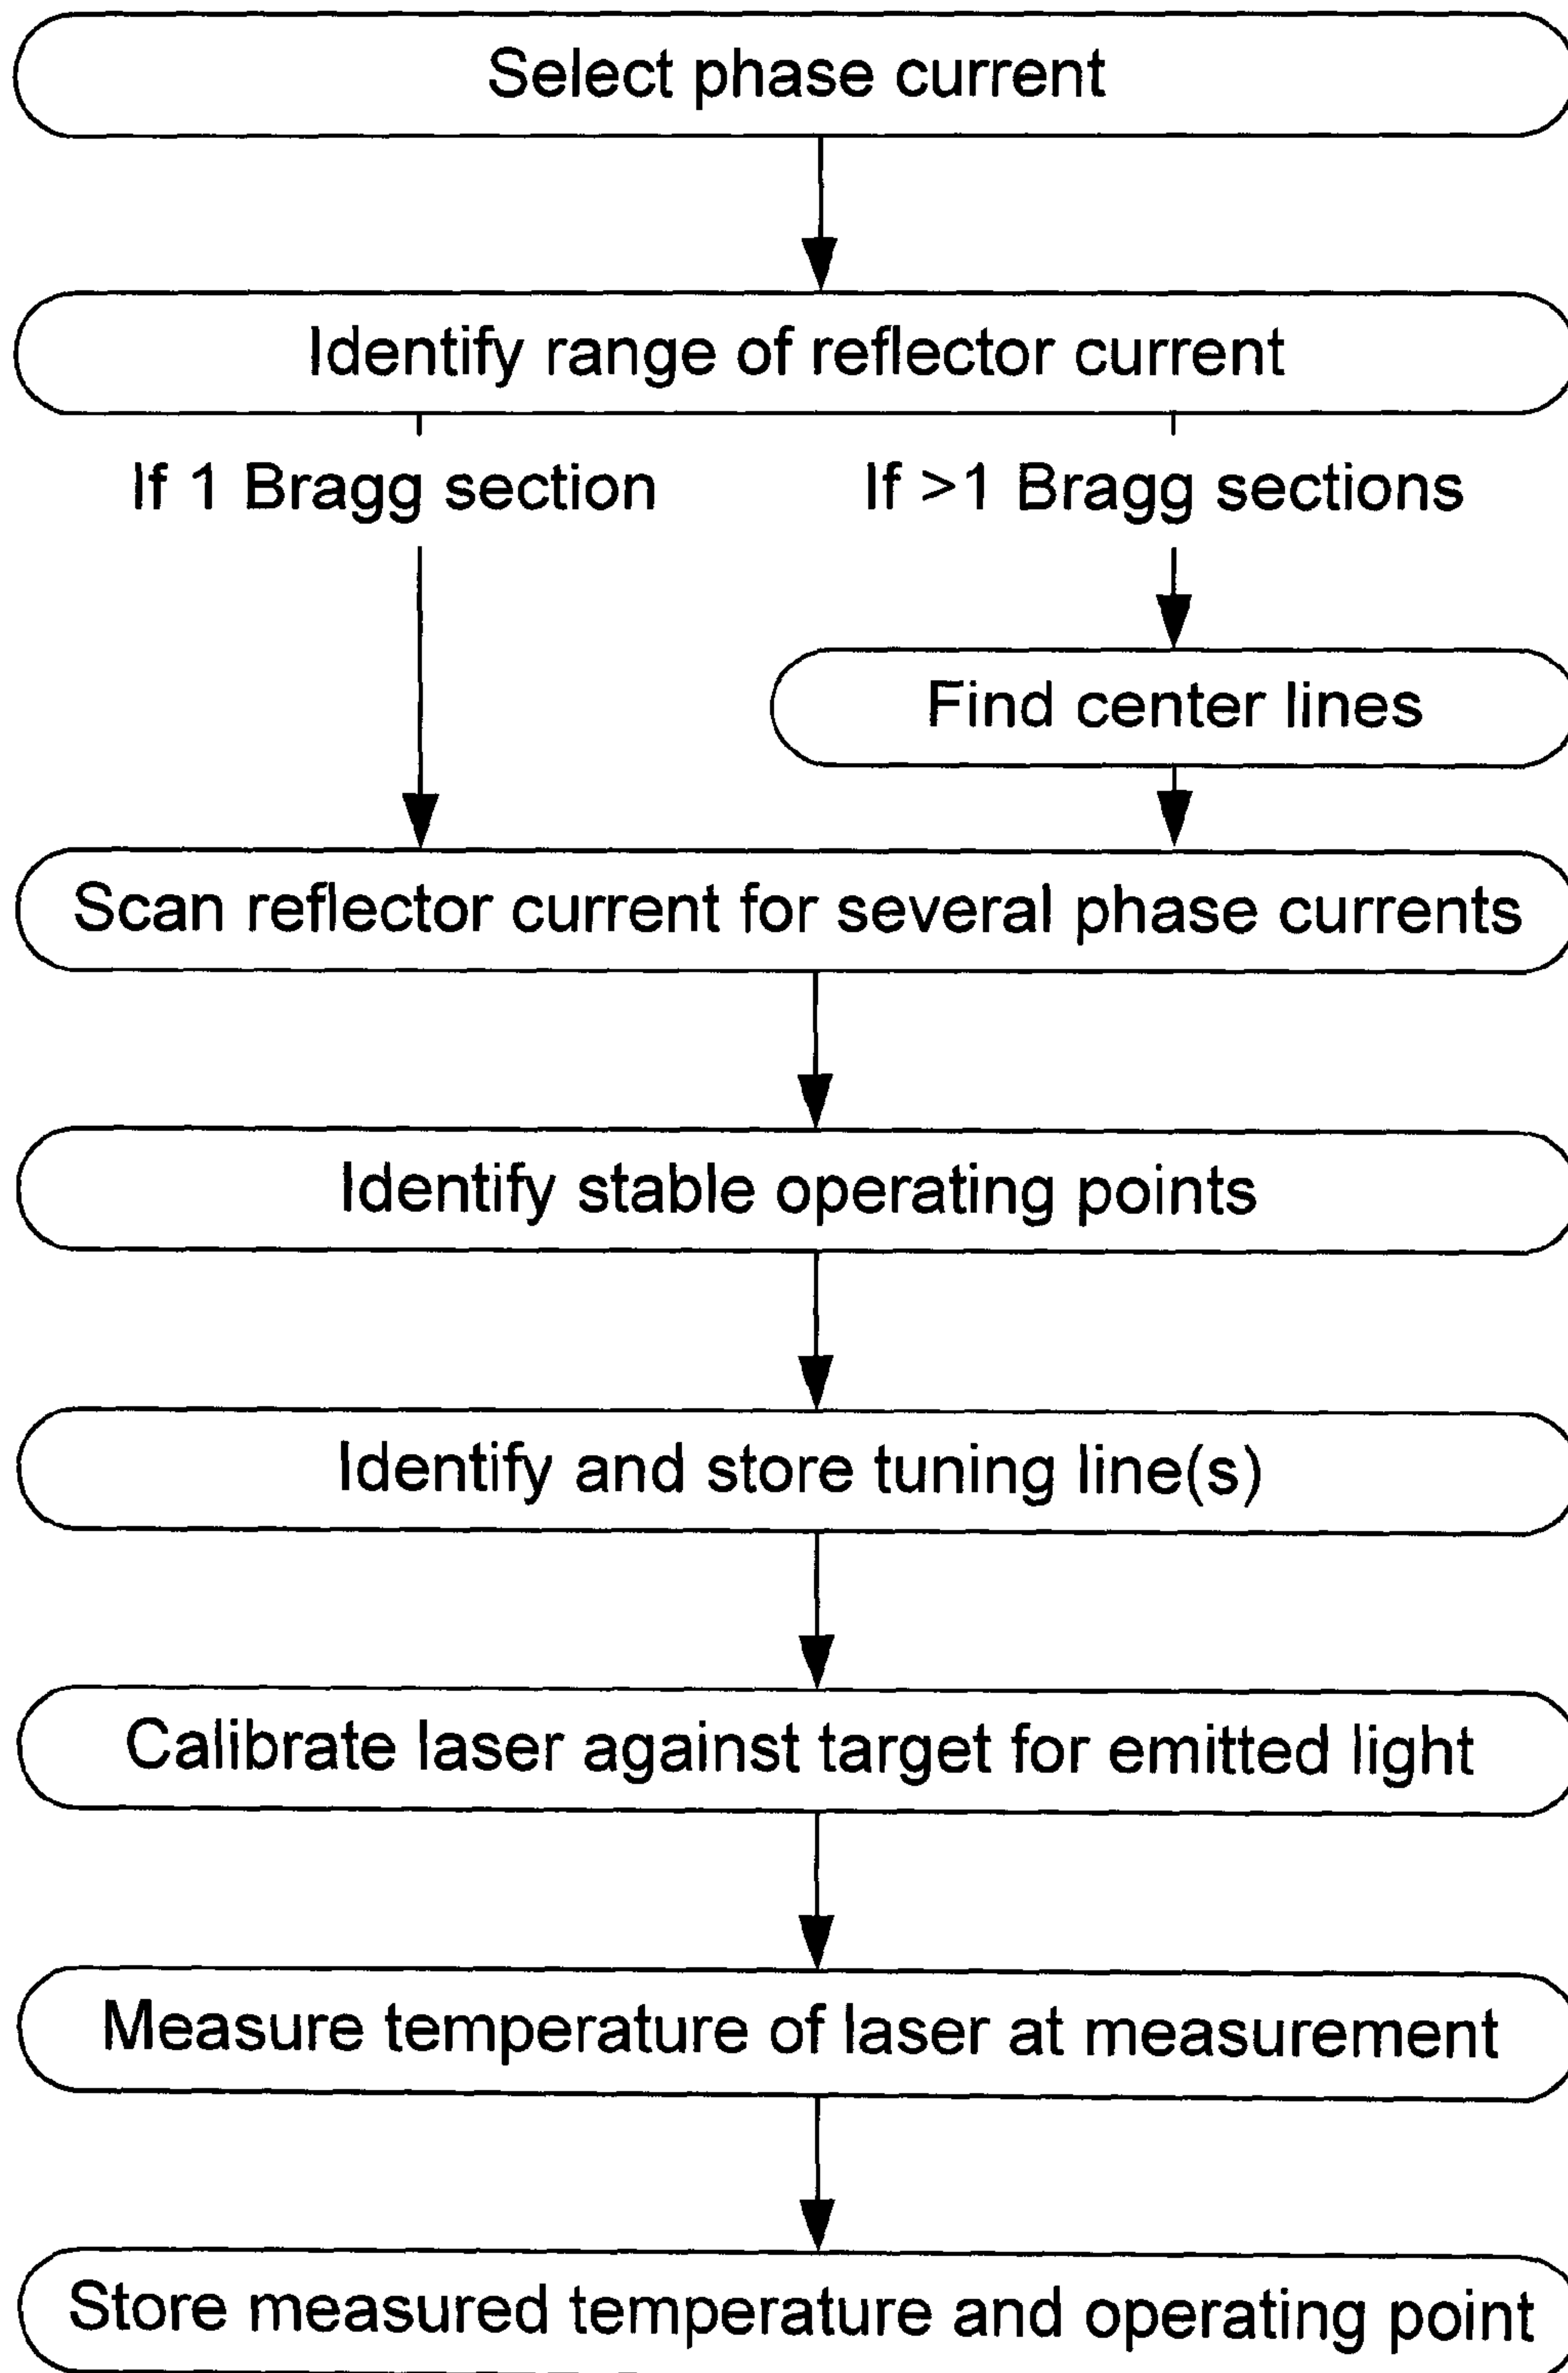 Select phase current
Identify range of reflector current
If 1 Bragg section
If >1 Bragg sections
Find center lines
Scan reflector current for several phase currents
Identify stable operating points
Identify and store tuning line(s)
Calibrate laser against target for emitted light
Measure temperature of laser at measurement
Store measured temperature and operating point